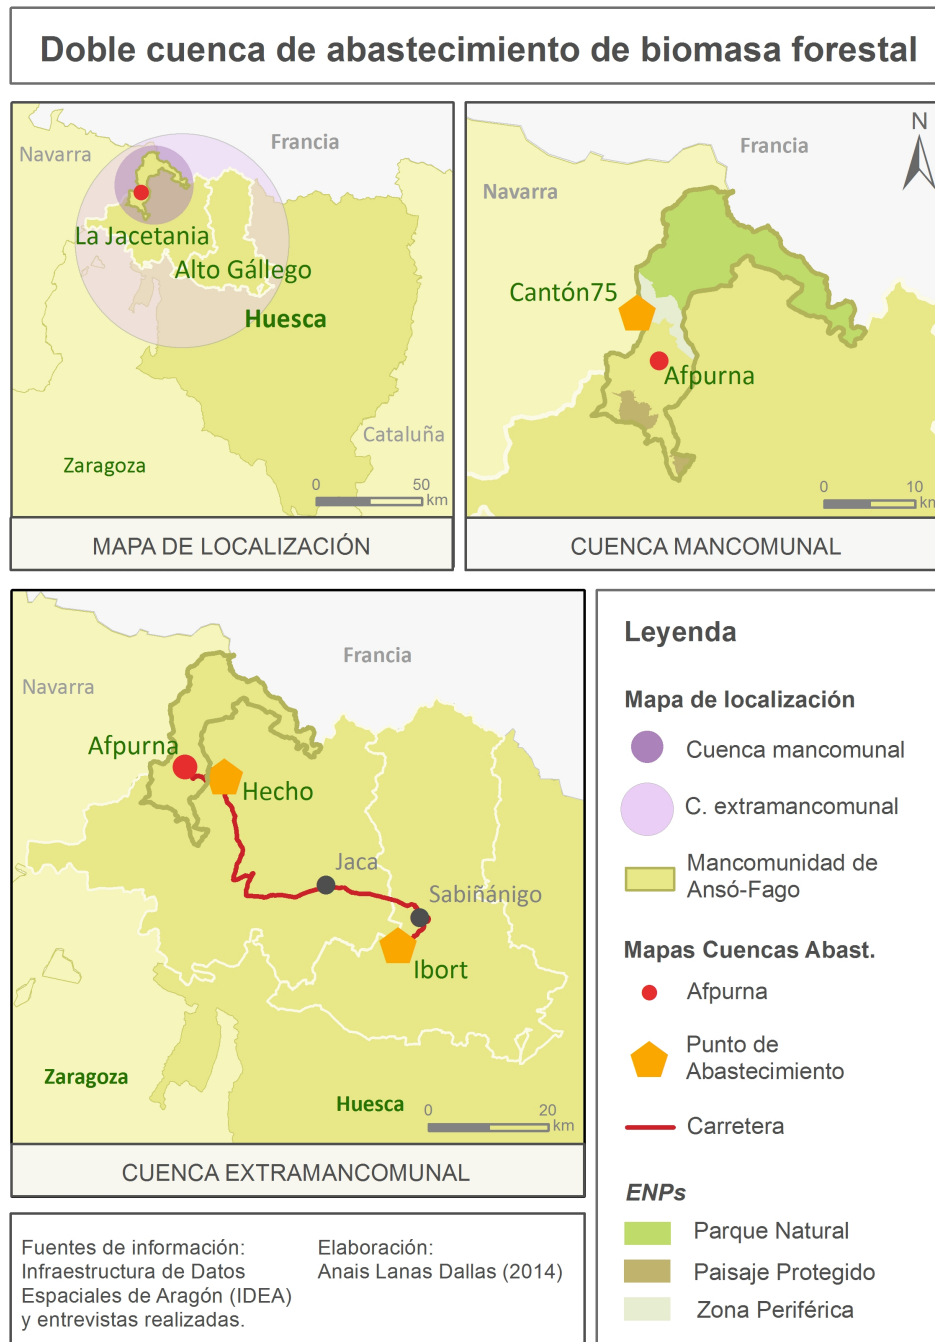 Doble cuenca de abastecimiento de biomasa forestal
Navarra
Francia
La Jacetania
Alto Gállego
Huesca
Cataluña
Zaragoza
0 50
km
MAPA DE LOCALIZACIÓN
N
Francia
Navarra
Cantón75
Afpurna
0 10
km
CUENCA MANCOMUNAL
Francia
Navarra
Afpurna
Hecho
Jaca
Sabiñánigo
Ibort
Zaragoza
Huesca
0 20
km
CUENCA EXTRAMANCOMUNAL
Leyenda
Mapa de localización
Cuenca mancomunal
C. extramancomunal
Mancomunidad de
Ansó-Fago
Mapas Cuencas Abast.
Afpurna
Punto de
Abastecimiento
Carretera
ENPs
Parque Natural
Paisaje Protegido
Zona Periférica
Fuentes de información:
Infraestructura de Datos
Espaciales de Aragón (IDEA)
y entrevistas realizadas.
Elaboración:
Anais Lanas Dallas (2014)